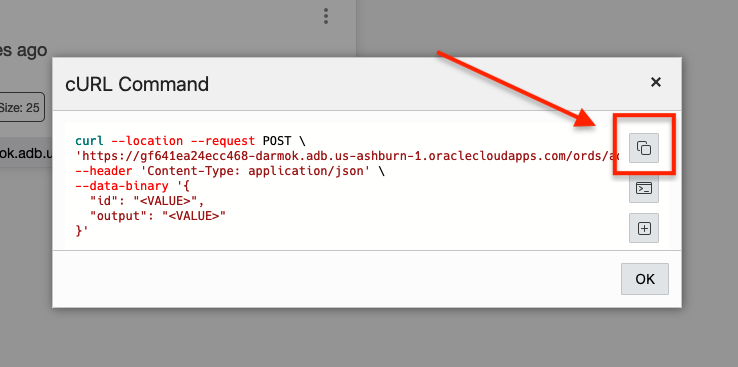 es ago
Size: 25
ok.adb.u
cURL Command
curl --location --request POST \
'https://gf641ea24ecc468-darmok.adb.us-ashburn-1.oraclecloudapps.com/ords/ad
--header 'Content-Type: application/json' \
--data-binary '{
"id": "<VALUE>",
"output": "<VALUE>"
}'
OK